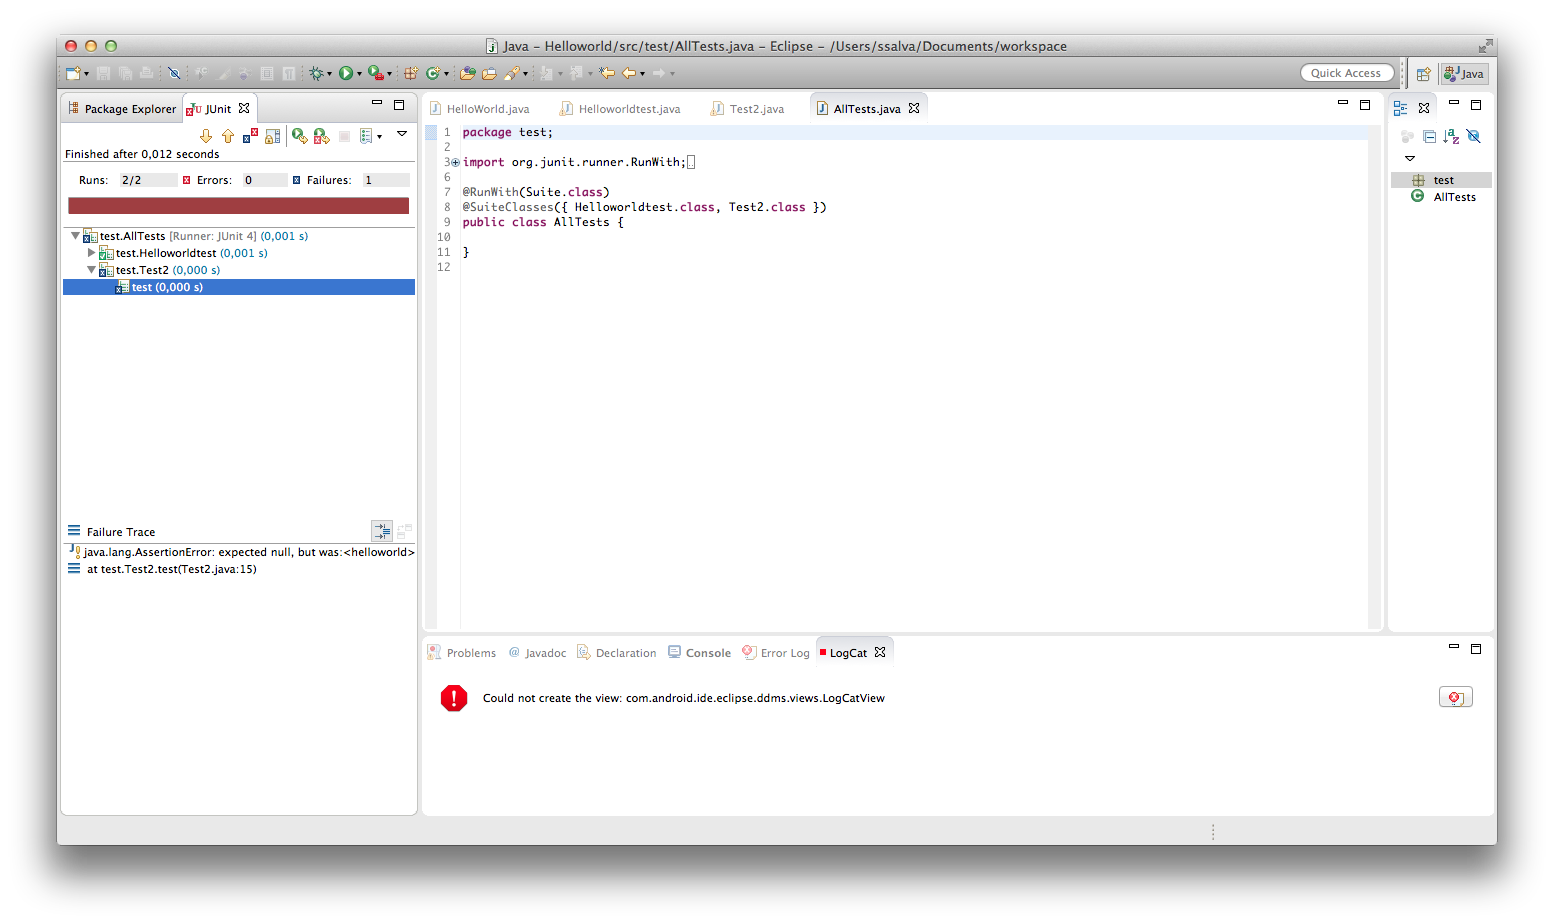 Java – Helloworld/src/test/AllTests.java – Eclipse – /Users/ssalva/Documents/workspace
Quick Access
Java
Package Explorer
JUnit
Finished after 0,012 seconds
Runs: 2/2 Errors: 0 Failures: 1
test.AllTests [Runner: JUnit 4] (0,001 s)
test.Helloworldtest (0,001 s)
test.Test2 (0,000 s)
test (0,000 s)
Failure Trace
java.lang.AssertionError: expected null, but was:<helloworld>
at test.Test2.test(Test2.java:15)
HelloWorld.java
Helloworldtest.java
Test2.java
AllTests.java
1 package test;
2
3 import org.junit.runner.RunWith;
6
7 @RunWith(Suite.class)
8 @SuiteClasses({ Helloworldtest.class, Test2.class })
9 public class AllTests {
10
11 }
12
test
AllTests
Problems
@ Javadoc
Declaration
Console
Error Log
LogCat
Could not create the view: com.android.ide.eclipse.ddms.views.LogCatView